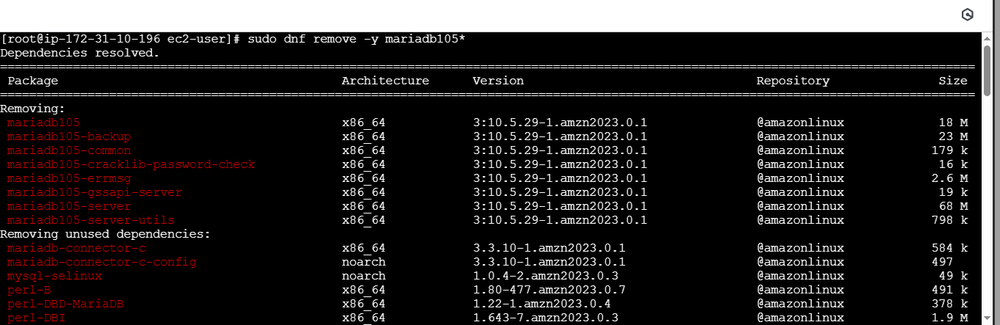 [root@ip-172-31-10-196 ec2-user]# sudo dnf remove -y mariadb105*
Dependencies resolved.
================================================================================
Package Architecture Version Repository Size
================================================================================
Removing:
mariadb105 x86_64 3:10.5.29-1.amzn2023.0.1 @amazonlinux 18 M
mariadb105-backup x86_64 3:10.5.29-1.amzn2023.0.1 @amazonlinux 23 M
mariadb105-common x86_64 3:10.5.29-1.amzn2023.0.1 @amazonlinux 179 k
mariadb105-cracklib-password-check x86_64 3:10.5.29-1.amzn2023.0.1 @amazonlinux 16 k
mariadb105-errmsg x86_64 3:10.5.29-1.amzn2023.0.1 @amazonlinux 2.6 M
mariadb105-gssapi-server x86_64 3:10.5.29-1.amzn2023.0.1 @amazonlinux 19 k
mariadb105-server x86_64 3:10.5.29-1.amzn2023.0.1 @amazonlinux 68 M
mariadb105-server-utils x86_64 3:10.5.29-1.amzn2023.0.1 @amazonlinux 798 k
Removing unused dependencies:
mariadb-connector-c x86_64 3.3.10-1.amzn2023.0.1 @amazonlinux 584 k
mariadb-connector-c-config noarch 3.3.10-1.amzn2023.0.1 @amazonlinux 497
mysql-selinux noarch 1.0.4-2.amzn2023.0.3 @amazonlinux 49 k
perl-B x86_64 1.80-477.amzn2023.0.7 @amazonlinux 491 k
perl-DBD-MariaDB x86_64 1.22-1.amzn2023.0.4 @amazonlinux 378 k
perl-DBI x86_64 1.643-7.amzn2023.0.3 @amazonlinux 1.9 M